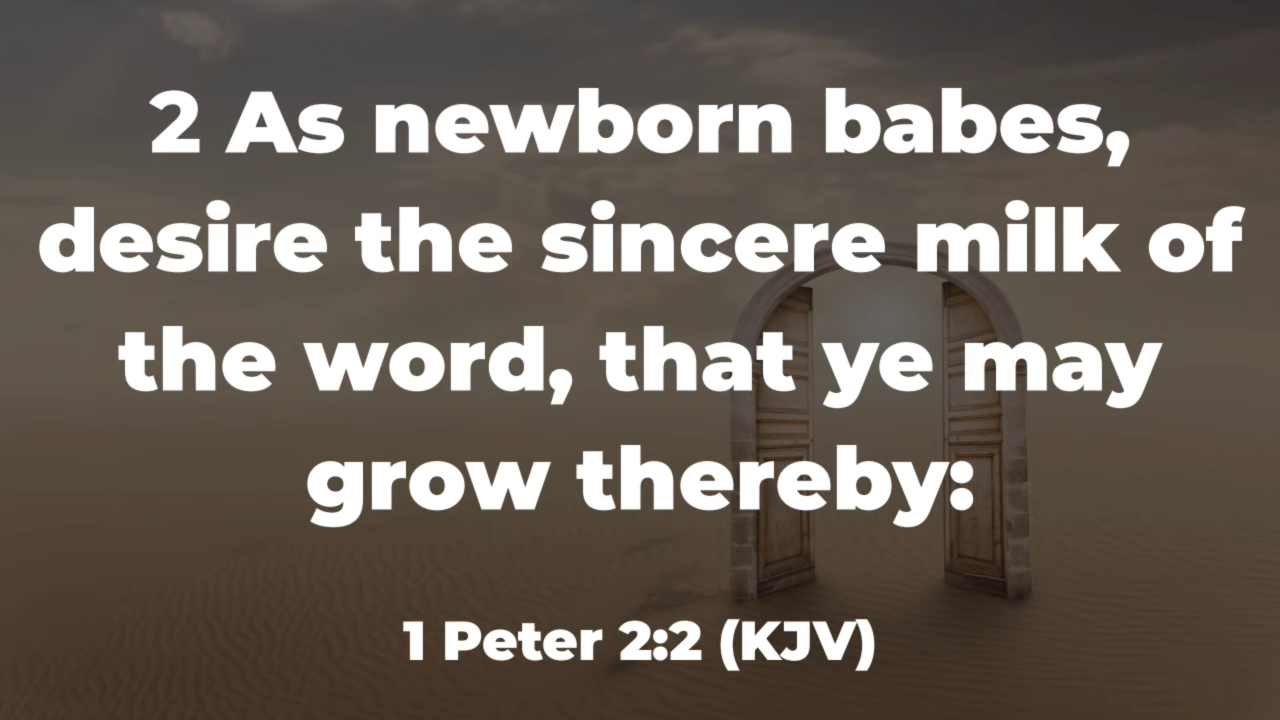 2 As newborn babes,
desire the sincere milk of
the word, that ye may
grow thereby:
1 Peter 2:2 (KJV)